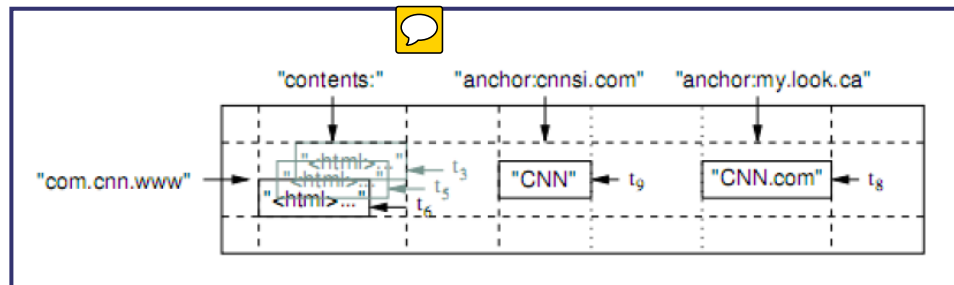 "contents:" "anchor:cnnsi.com" "anchor:my.look.ca"
"<html>..." t3
"com.cnn.www" "<html>..." t5 "CNN" t9 "CNN.com" t8
"<html>..." t6